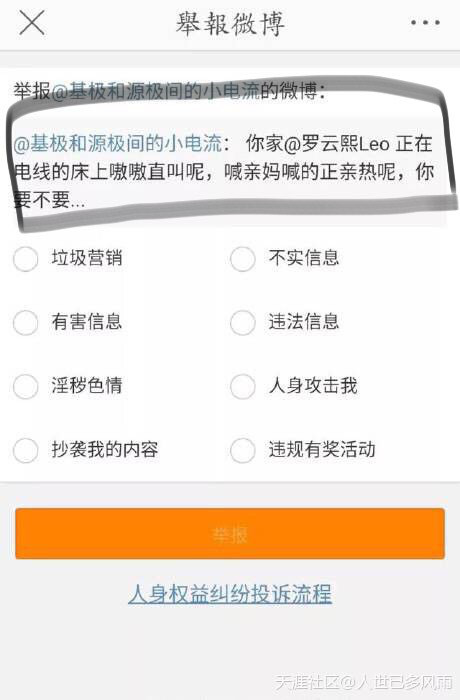 舉報微博
举报@基极和源极间的小电流的微博：
@基极和源极间的小电流： 你家@罗云熙Leo 正在
电线的床上嗷嗷直叫呢，喊亲妈喊的正亲热呢，你
要不要...
垃圾营销 不实信息
有害信息 违法信息
淫秽色情 人身攻击我
抄袭我的内容 违规有奖活动
举报
人身权益纠纷投诉流程
天涯社区@人世已多风雨